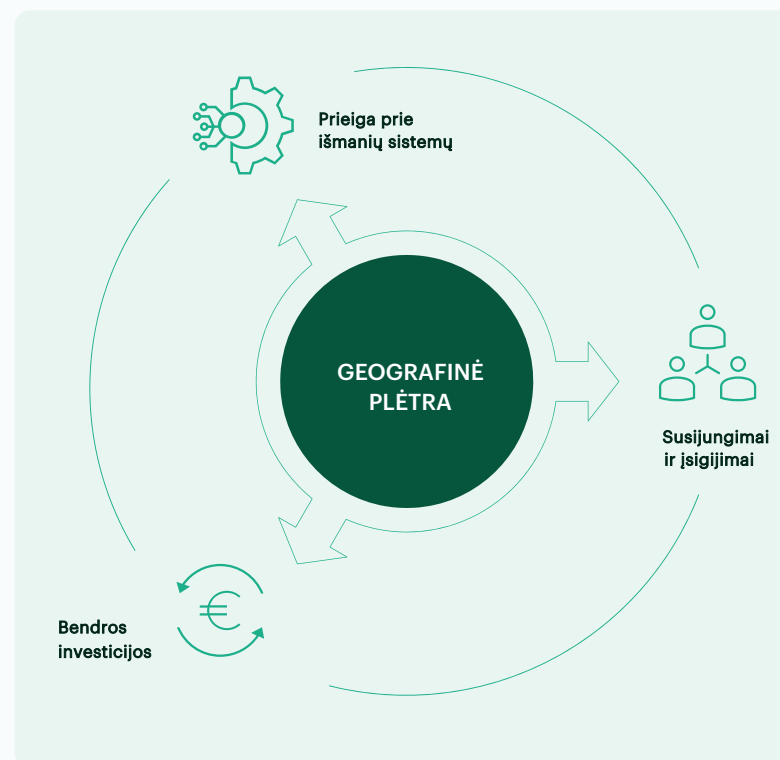 Prieiga prie
išmanių sistemų
GEOGRAFINĖ
PLĖTRA
Susijungimai
ir įsigijimai
Bendros
investicijos